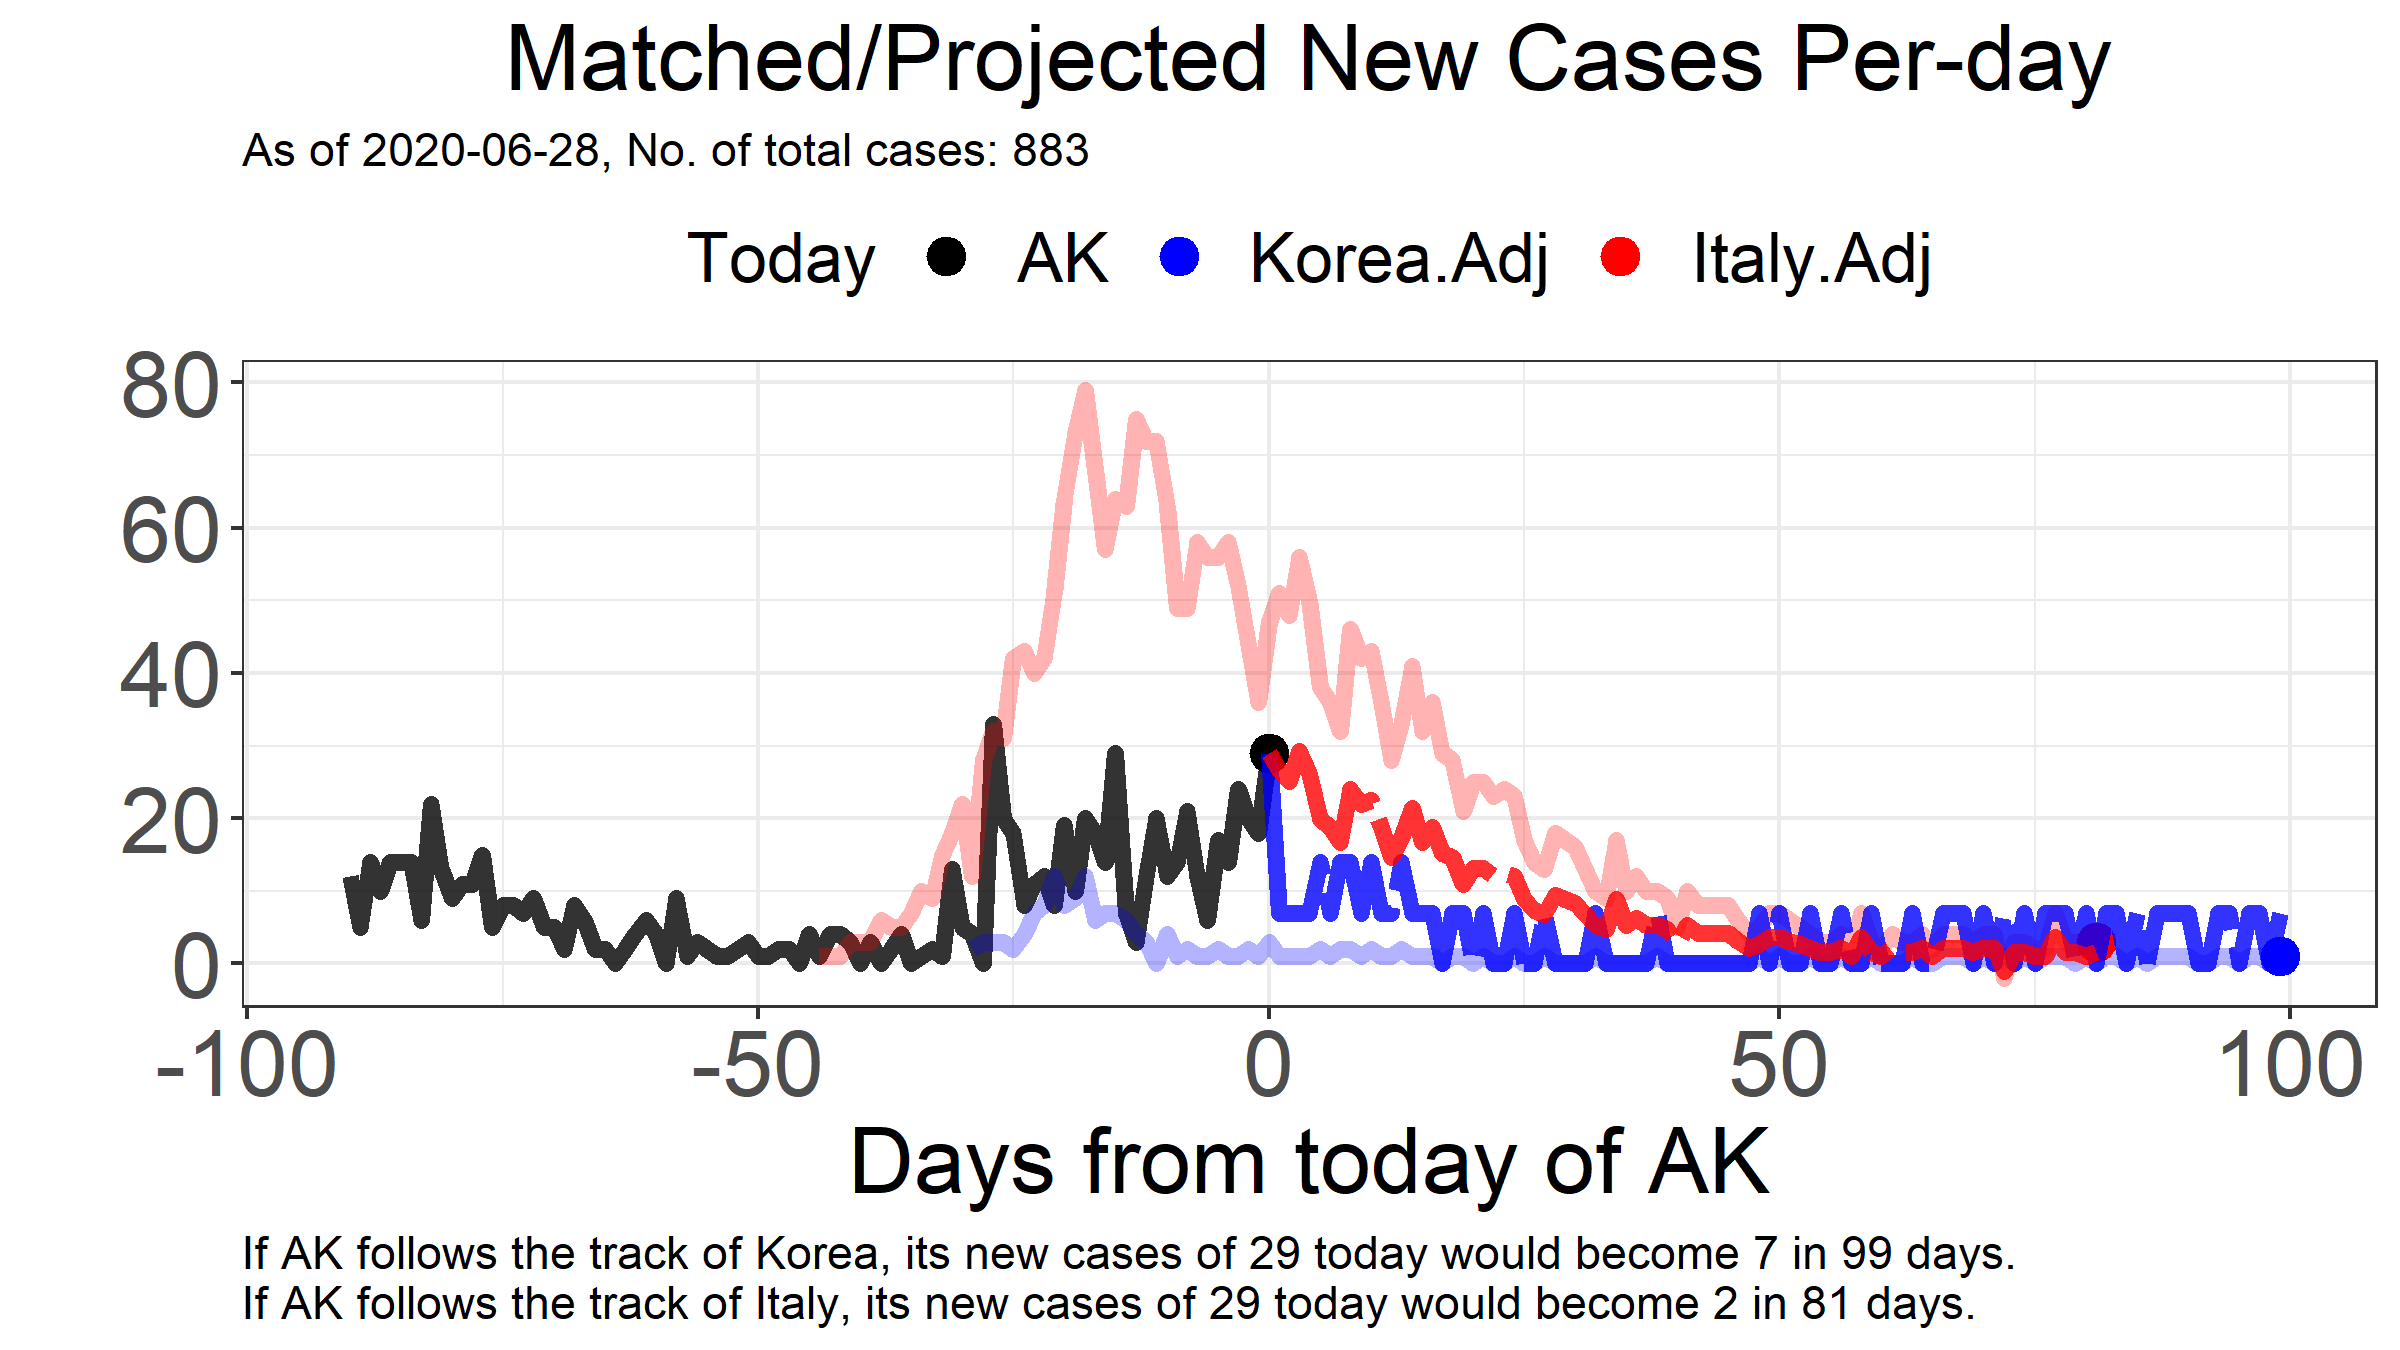 Matched/Projected New Cases Per-day
As of 2020-06-28, No. of total cases: 883
Today AK Korea.Adj Italy.Adj
80
60
40
20
0
-100 -50 0 50 100
Days from today of AK
If AK follows the track of Korea, its new cases of 29 today would become 7 in 99 days.
If AK follows the track of Italy, its new cases of 29 today would become 2 in 81 days.